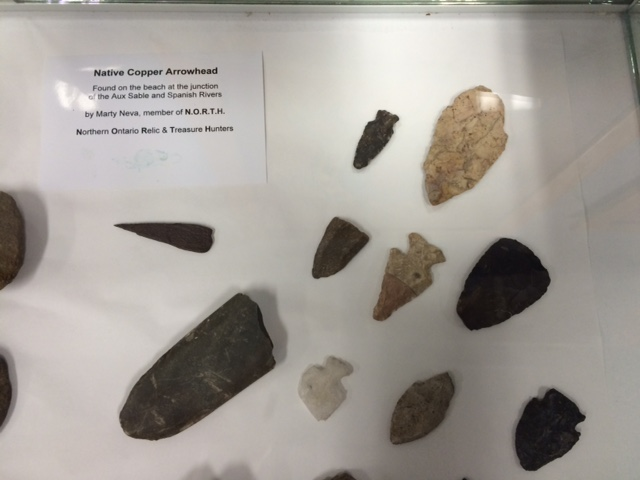 Native Copper Arrowhead
Found on the beach at the junction
of the Aux Sable and Spanish Rivers
by Marty Neva, member of N.O.R.T.H.
Northern Ontario Relic & Treasure Hunters